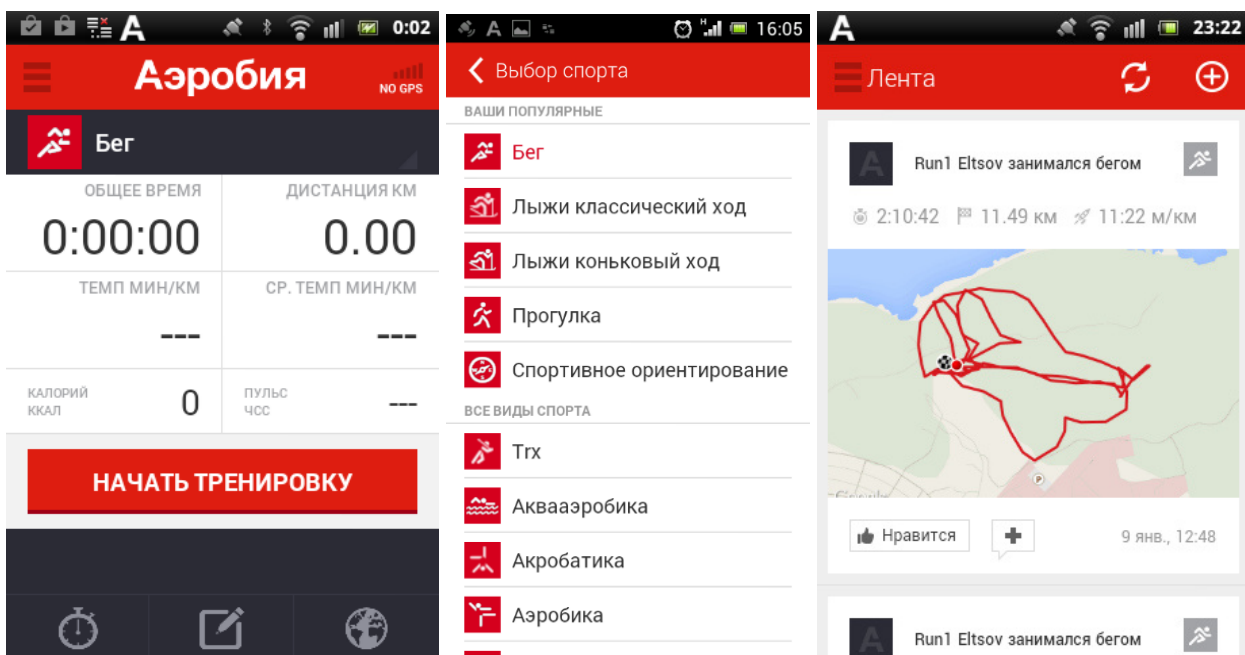 0:02
Аэробия
NO GPS
Бег
ОБЩЕЕ ВРЕМЯ
ДИСТАНЦИЯ КМ
0:00:00
0.00
ТЕМП МИН/КМ
СР. ТЕМП МИН/КМ
---
---
КАЛОРИЙ
ККАЛ
0
ПУЛЬС
ЧСС
---
НАЧАТЬ ТРЕНИРОВКУ
A
H
16:05
Выбор спорта
ВАШИ ПОПУЛЯРНЫЕ
Бег
Лыжи классический ход
Лыжи коньковый ход
Прогулка
Спортивное ориентирование
ВСЕ ВИДЫ СПОРТА
Trx
Аквааэробика
Акробатика
Аэробика
A
23:22
Лента
Run1 Eltsov занимался бегом
2:10:42 11.49 км 11:22 м/км
P
Нравится
9 янв., 12:48
Run1 Eltsov занимался бегом